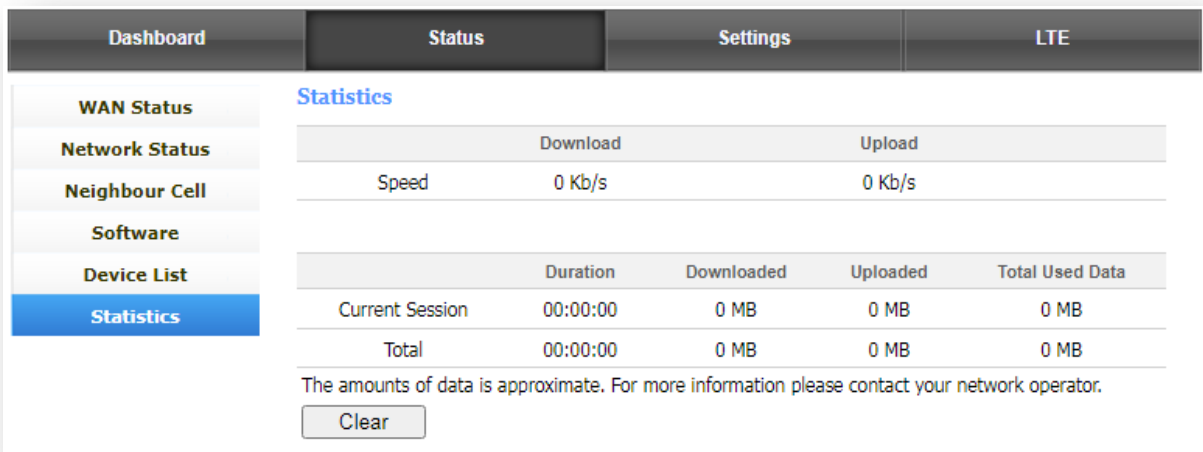 Dashboard Status Settings LTE
WAN Status
Network Status
Neighbour Cell
Software
Device List
Statistics
Statistics
Download Upload
Speed 0 Kb/s 0 Kb/s
Duration Downloaded Uploaded Total Used Data
Current Session 00:00:00 0 MB 0 MB 0 MB
Total 00:00:00 0 MB 0 MB 0 MB
The amounts of data is approximate. For more information please contact your network operator.
Clear